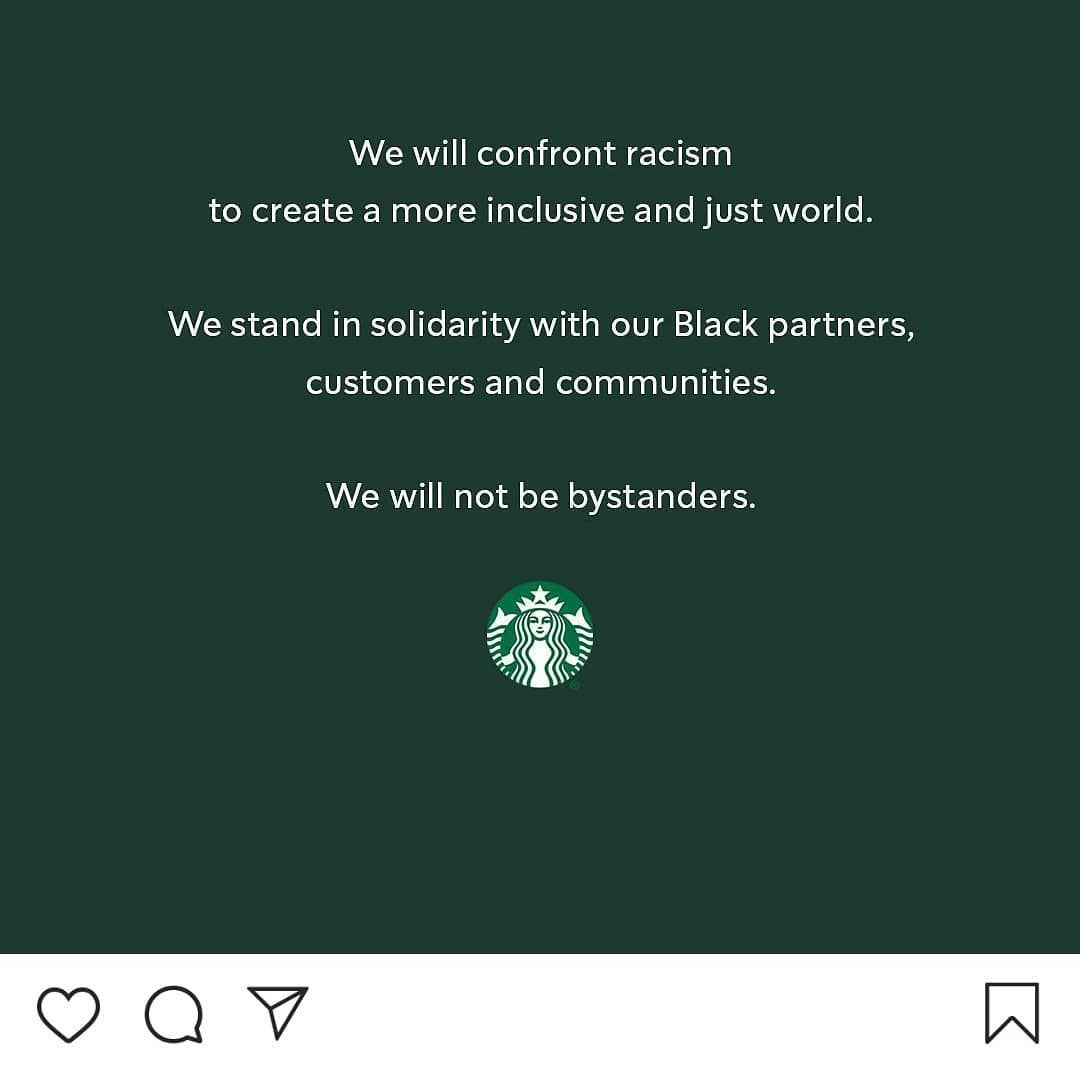 We will confront racism
to create a more inclusive and just world.
We stand in solidarity with our Black partners,
customers and communities.
We will not be bystanders.
®